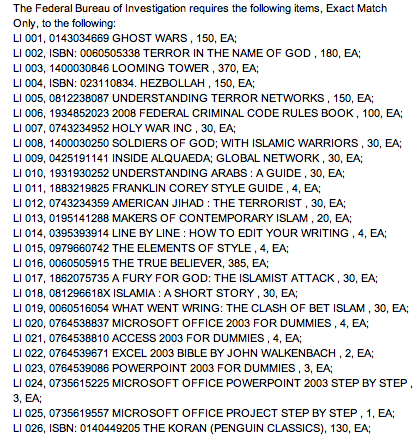 The Federal Bureau of Investigation requires the following items, Exact Match
Only, to the following:
LI 001, 0143034669 GHOST WARS , 150, EA;
LI 002, ISBN: 0060505338 TERROR IN THE NAME OF GOD , 180, EA;
LI 003, 1400030846 LOOMING TOWER , 370, EA;
LI 004, ISBN: 023110834. HEZBOLLAH , 150, EA;
LI 005, 0812238087 UNDERSTANDING TERROR NETWORKS , 150, EA;
LI 006, 1934852023 2008 FEDERAL CRIMINAL CODE RULES BOOK , 100, EA;
LI 007, 0743234952 HOLY WAR INC , 30, EA;
LI 008, 1400030250 SOLDIERS OF GOD; WITH ISLAMIC WARRIORS , 30, EA;
LI 009, 0425191141 INSIDE ALQUAEDA; GLOBAL NETWORK , 30, EA;
LI 010, 1931930252 UNDERSTANDING ARABS : A GUIDE , 30, EA;
LI 011, 1883219825 FRANKLIN COREY STYLE GUIDE , 4, EA;
LI 012, 0743234359 AMERICAN JIHAD : THE TERRORIST , 30, EA;
LI 013, 0195141288 MAKERS OF CONTEMPORARY ISLAM , 20, EA;
LI 014, 0395393914 LINE BY LINE : HOW TO EDIT YOUR WRITING , 4, EA;
LI 015, 0979660742 THE ELEMENTS OF STYLE , 4, EA;
LI 016, 0060505915 THE TRUE BELIEVER, 385, EA;
LI 017, 1862075735 A FURY FOR GOD: THE ISLAMIST ATTACK , 30, EA;
LI 018, 081296618X ISLAMIA : A SHORT STORY , 30, EA;
LI 019, 0060516054 WHAT WENT WRING: THE CLASH OF BET ISLAM , 30, EA;
LI 020, 0764538837 MICROSOFT OFFICE 2003 FOR DUMMIES , 4, EA;
LI 021, 0764538810 ACCESS 2003 FOR DUMMIES , 4, EA;
LI 022, 0764539671 EXCEL 2003 BIBLE BY JOHN WALKENBACH , 2, EA;
LI 023, 0764539086 POWERPOINT 2003 FOR DUMMIES , 3, EA;
LI 024, 0735615225 MICROSOFT OFFICE POWERPOINT 2003 STEP BY STEP ,
3, EA;
LI 025, 0735619557 MICROSOFT OFFICE PROJECT STEP BY STEP , 1, EA;
LI 026, ISBN: 0140449205 THE KORAN (PENGUIN CLASSICS), 130, EA;